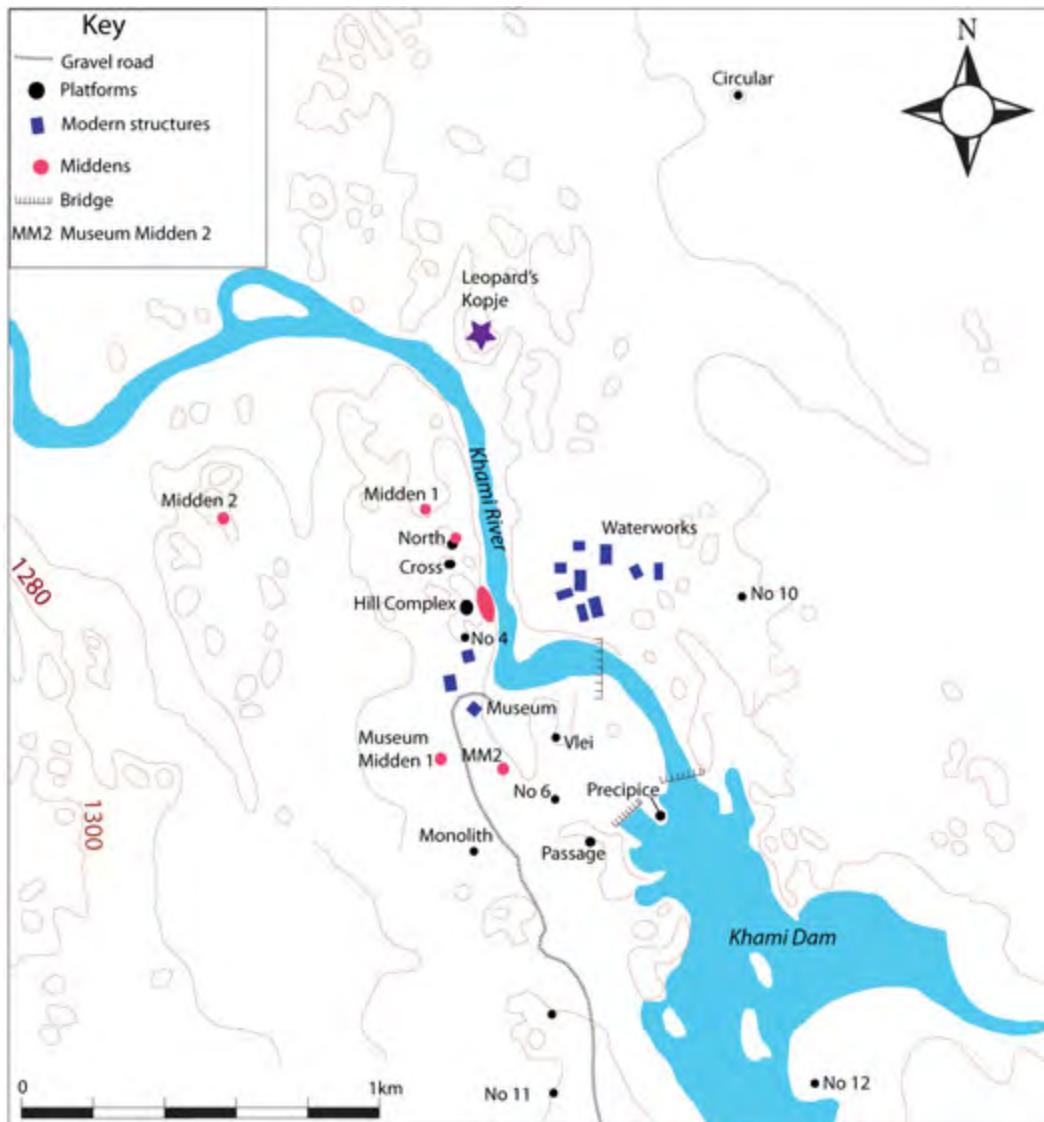 Key
Gravel road
Platforms
Modern structures
Middens
Bridge
MM2 Museum Midden 2
N
Circular
Leopard's
Kopje
Khami River
Midden 2
Midden 1
North
Cross
Hill Complex
No 4
Waterworks
No 10
1280
Museum
Museum
Midden 1
MM2
Vlei
No 6
Precipice
1300
Monolith
Passage
Khami Dam
0
1km
No 11
No 12